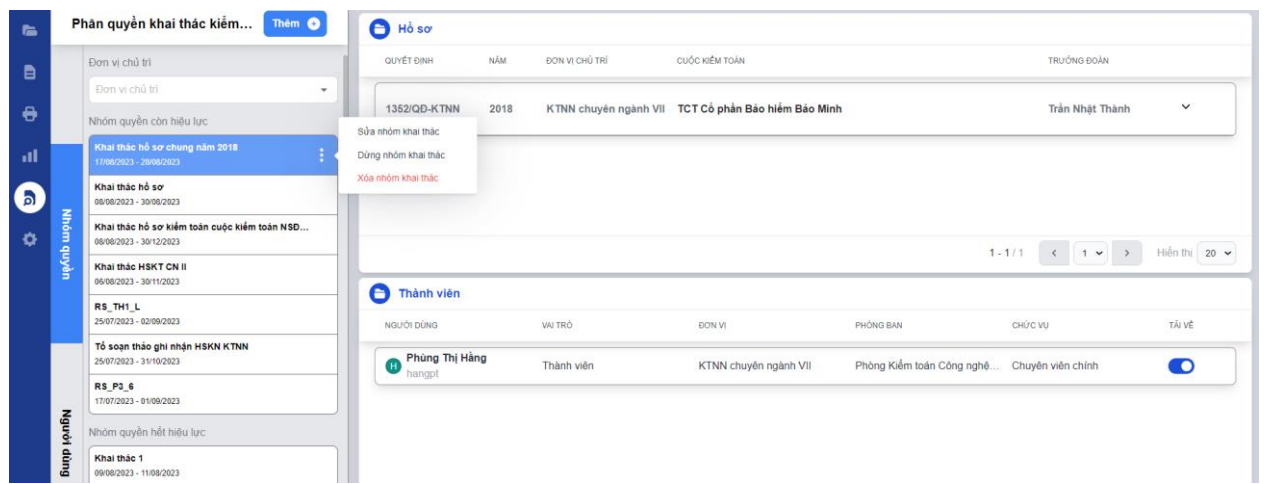 Phân quyền khai thác kiểm... Thêm
Đơn vị chủ trì
Đơn vị chủ trì
Nhóm quyền còn hiệu lực
Khai thác hồ sơ chung năm 2018
17/08/2023 - 28/08/2023
Khai thác hồ sơ
08/08/2023 - 30/08/2023
Khai thác hồ sơ kiểm toán cuộc kiểm toán NSĐ...
08/08/2023 - 30/12/2023
Khai thác HSKT CN II
06/08/2023 - 30/11/2023
RS_TH1_L
25/07/2023 - 02/09/2023
Tổ soạn thảo ghi nhận HSKN KTNN
25/07/2023 - 31/10/2023
RS_P3_6
17/07/2023 - 01/09/2023
Nhóm quyền hết hiệu lực
Khai thác 1
09/08/2023 - 11/08/2023
Nhóm quyền
Người dùng
Sửa nhóm khai thác
Dừng nhóm khai thác
Xóa nhóm khai thác
Hồ sơ
QUYẾT ĐỊNH NĂM ĐƠN VỊ CHỦ TRÌ CUỘC KIỂM TOÁN TRƯỞNG ĐOÀN
1352/QĐ-KTNN 2018 KTNN chuyên ngành VII TCT Cổ phần Bảo hiểm Bảo Minh Trần Nhật Thành
1 - 1 / 1 1 Hiển thị 20
Thành viên
NGƯỜI DÙNG VAI TRÒ ĐƠN VỊ PHÒNG BAN CHỨC VỤ TẢI VỀ
H Phùng Thị Hằng Thành viên KTNN chuyên ngành VII Phòng Kiểm toán Công nghệ... Chuyên viên chính
hangpt